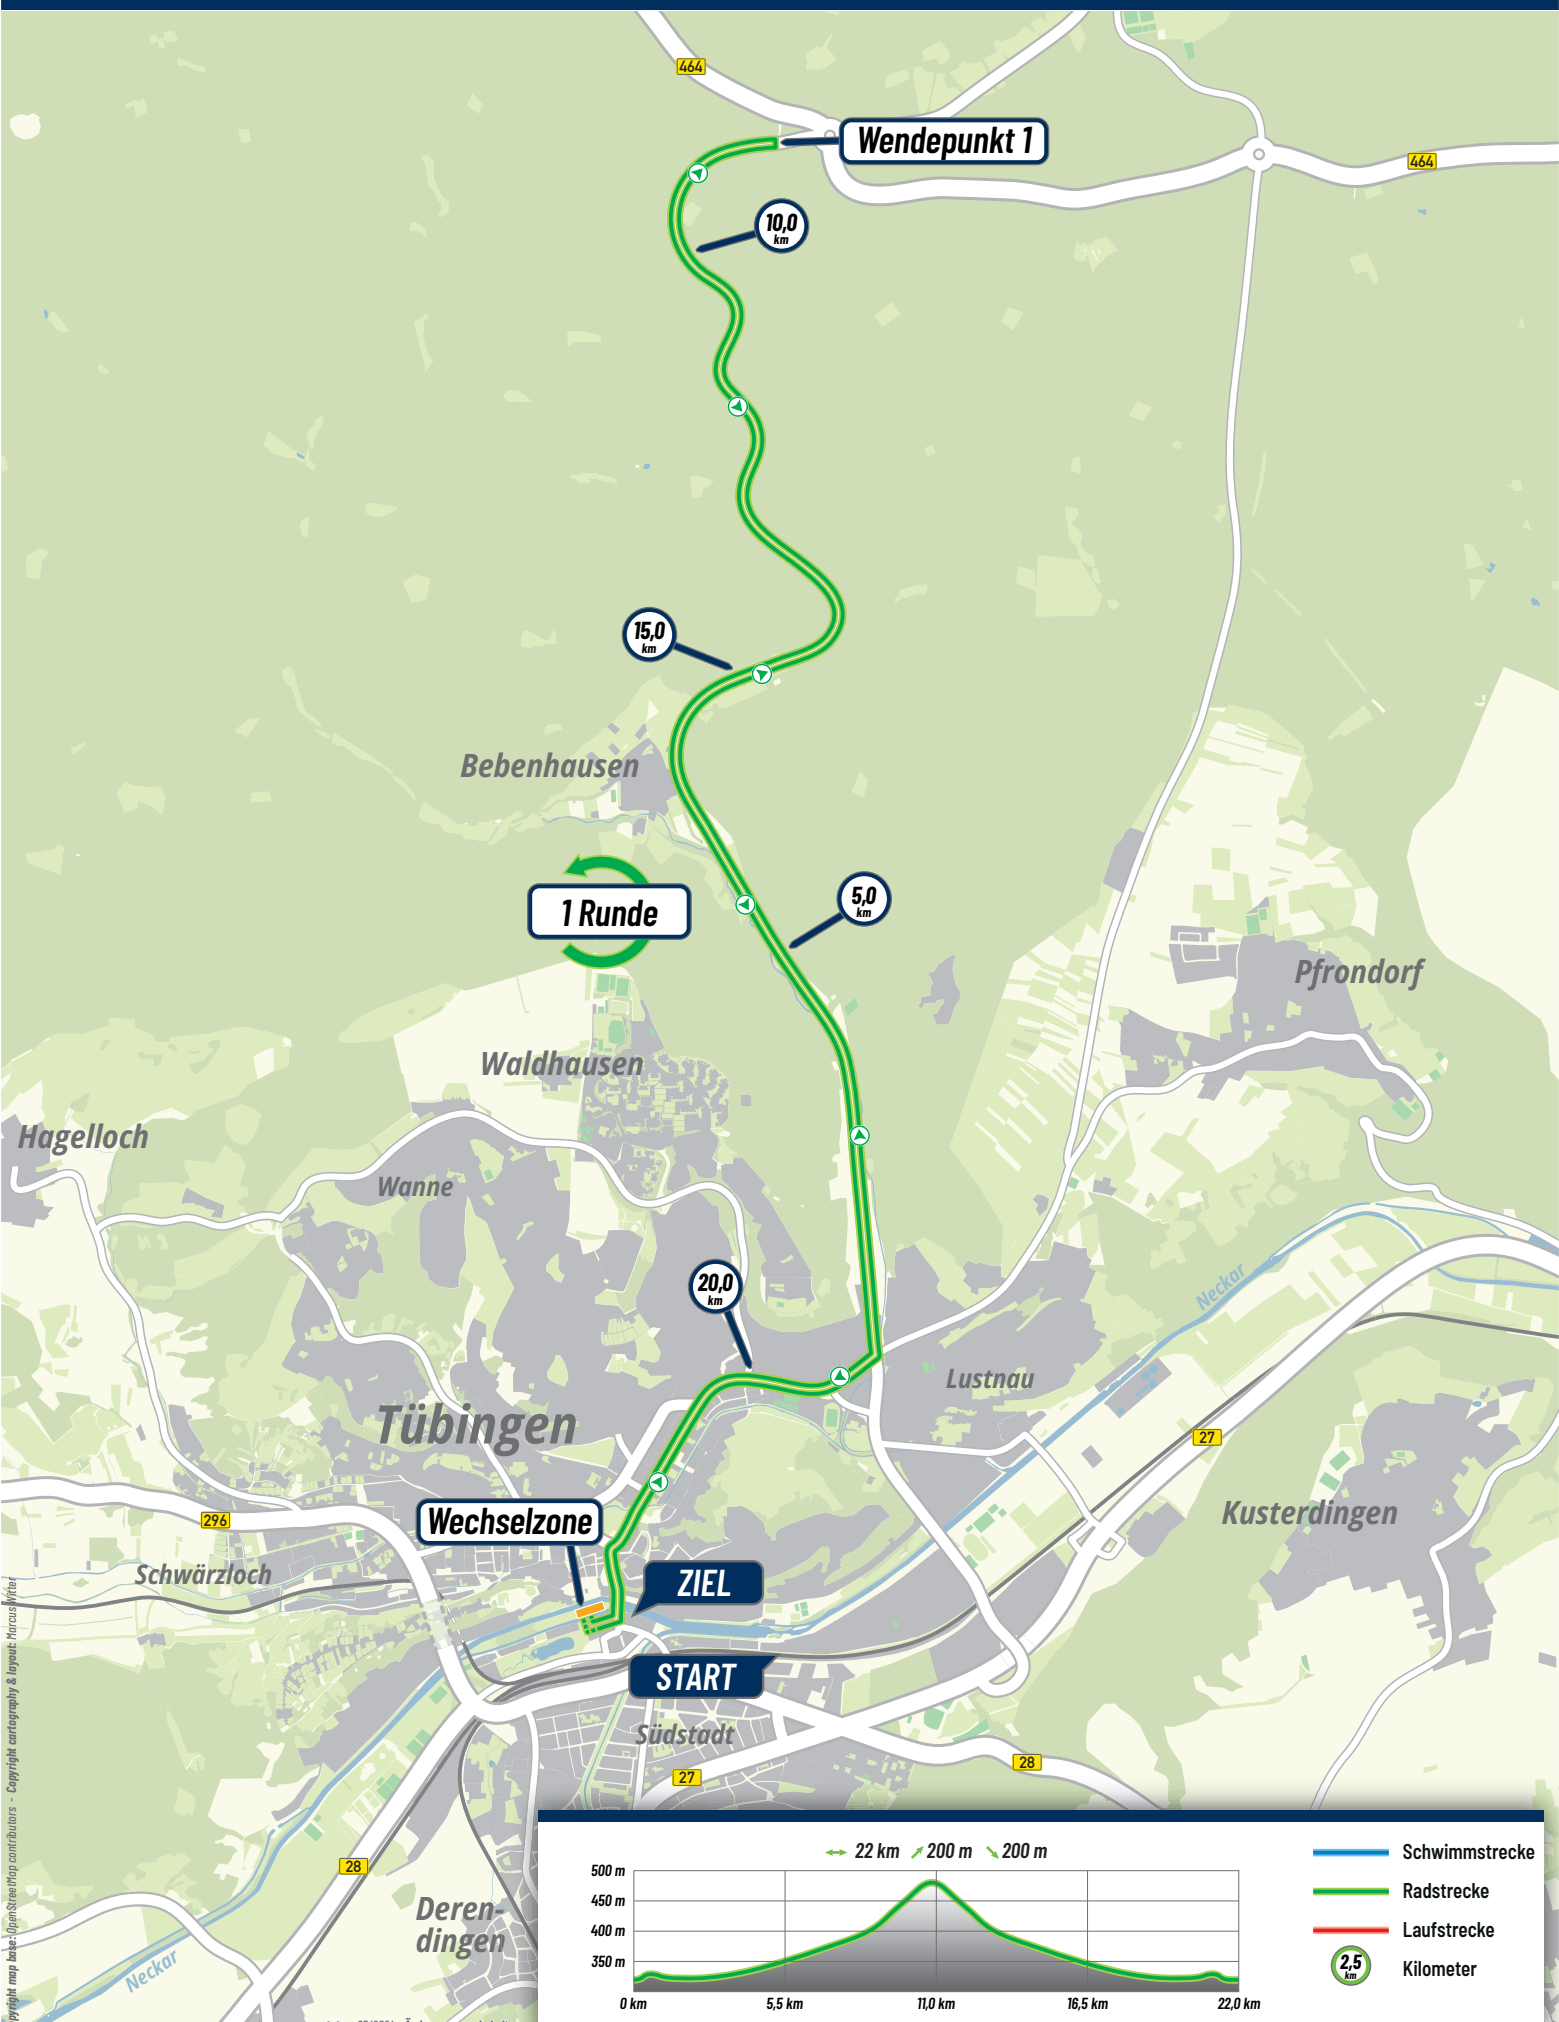 464
Wendepunkt 1
464
10,0
km
15,0
km
Bebenhausen
5,0
km
1 Runde
Pfrondorf
Waldhausen
Hagelloch
Wanne
20,0
km
Neckar
Lustnau
Tübingen
27
Kusterdingen
296
Wechselzone
Schwärzloch
ZIEL
START
Südstadt
27
28
28
Deren-
dingen
Neckar
pyright map base: OpenStreetMap contributors - Copyright cartography & layout: Marcus Witter
22 km 200 m 200 m
500 m
450 m
400 m
350 m
0 km 5,5 km 11,0 km 16,5 km 22,0 km
Schwimmstrecke
Radstrecke
Laufstrecke
2,5
km
Kilometer